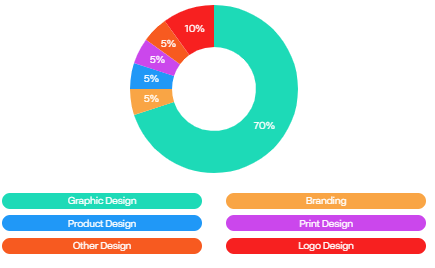 10%
5%
5%
5%
5%
70%
Graphic Design
Branding
Product Design
Print Design
Other Design
Logo Design